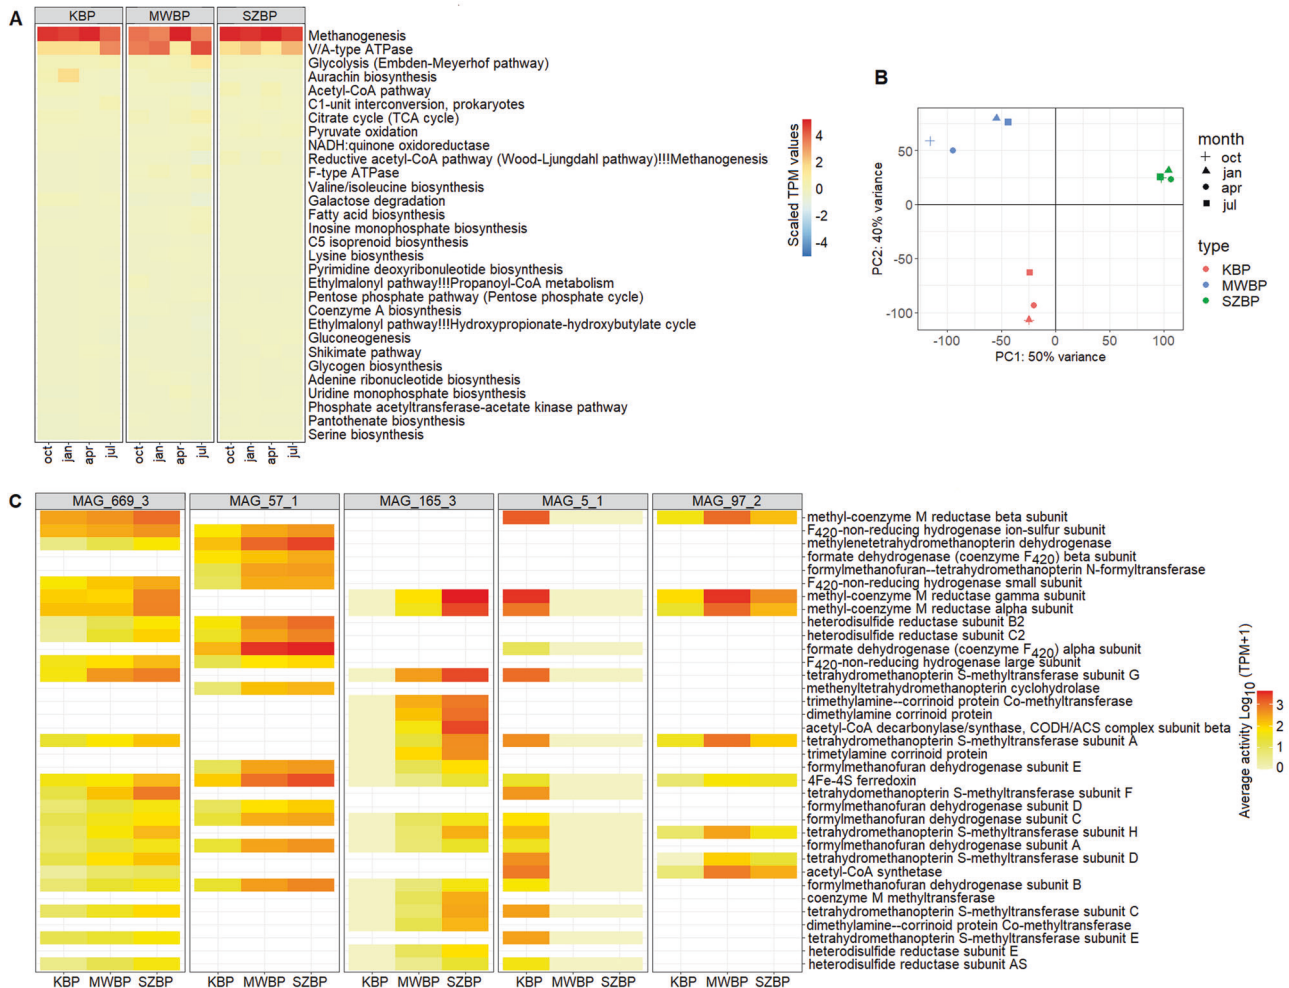 A
KBP MWBP SZBP
Methanogenesis
V/A-type ATPase
Glycolysis (Embden-Meyerhof pathway)
Aurachin biosynthesis
Acetyl-CoA pathway
C1-unit interconversion, prokaryotes
Citrate cycle (TCA cycle)
Pyruvate oxidation
NADH:quinone oxidoreductase
Reductive acetyl-CoA pathway (Wood-Ljungdahl pathway)!!!Methanogenesis
F-type ATPase
Valine/isoleucine biosynthesis
Galactose degradation
Fatty acid biosynthesis
Inosine monophosphate biosynthesis
C5 isoprenoid biosynthesis
Lysine biosynthesis
Pyrimidine deoxyribonuleotide biosynthesis
Ethylmalonyl pathway!!!Propanoyl-CoA metabolism
Pentose phosphate pathway (Pentose phosphate cycle)
Coenzyme A biosynthesis
Ethylmalonyl pathway!!!Hydroxypropionate-hydroxybutylate cycle
Gluconeogenesis
Shikimate pathway
Glycogen biosynthesis
Adenine ribonucleotide biosynthesis
Uridine monophosphate biosynthesis
Phosphate acetyltransferase-acetate kinase pathway
Pantothenate biosynthesis
Serine biosynthesis
oct jan apr jul oct jan apr jul oct jan apr jul
Scaled TPM values
4
2
0
-2
-4
B
PC2: 40% variance
50
0
-50
-100
-100 -50 0 50 100
PC1: 50% variance
month
oct
jan
apr
jul
type
KBP
MWBP
SZBP
C
MAG_669_3 MAG_57_1 MAG_165_3 MAG_5_1 MAG_97_2
methyl-coenzyme M reductase beta subunit
F420-non-reducing hydrogenase ion-sulfur subunit
methylenetetrahydromethanopterin dehydrogenase
formate dehydrogenase (coenzyme F420) beta subunit
formylmethanofuran--tetrahydromethanopterin N-formyltransferase
F420-non-reducing hydrogenase small subunit
methyl-coenzyme M reductase gamma subunit
methyl-coenzyme M reductase alpha subunit
heterodisulfide reductase subunit B2
heterodisulfide reductase subunit C2
formate dehydrogenase (coenzyme F420) alpha subunit
F420-non-reducing hydrogenase large subunit
tetrahydromethanopterin S-methyltransferase subunit G
methenyltetrahydromethanopterin cyclohydrolase
trimethylamine--corrinoid protein Co-methyltransferase
dimethylamine corrinoid protein
acetyl-CoA decarbonylase/synthase, CODH/ACS complex subunit beta
tetrahydromethanopterin S-methyltransferase subunit A
trimetylamine corrinoid protein
formylmethanofuran dehydrogenase subunit E
4Fe-4S ferredoxin
tetrahydomethanopterin S-methyltransferase subunit F
formylmethanofuran dehydrogenase subunit D
formylmethanofuran dehydrogenase subunit C
tetrahydromethanopterin S-methyltransferase subunit H
formylmethanofuran dehydrogenase subunit A
tetrahydromethanopterin S-methyltransferase subunit D
acetyl-CoA synthetase
formylmethanofuran dehydrogenase subunit B
coenzyme M methyltransferase
tetrahydromethanopterin S-methyltransferase subunit C
dimethylamine--corrinoid protein Co-methyltransferase
tetrahydromethanopterin S-methyltransferase subunit E
heterodisulfide reductase subunit E
heterodisulfide reductase subunit AS
KBP MWBP SZBP KBP MWBP SZBP KBP MWBP SZBP KBP MWBP SZBP KBP MWBP SZBP
Average activity Log10 (TPM+1)
3
2
1
0